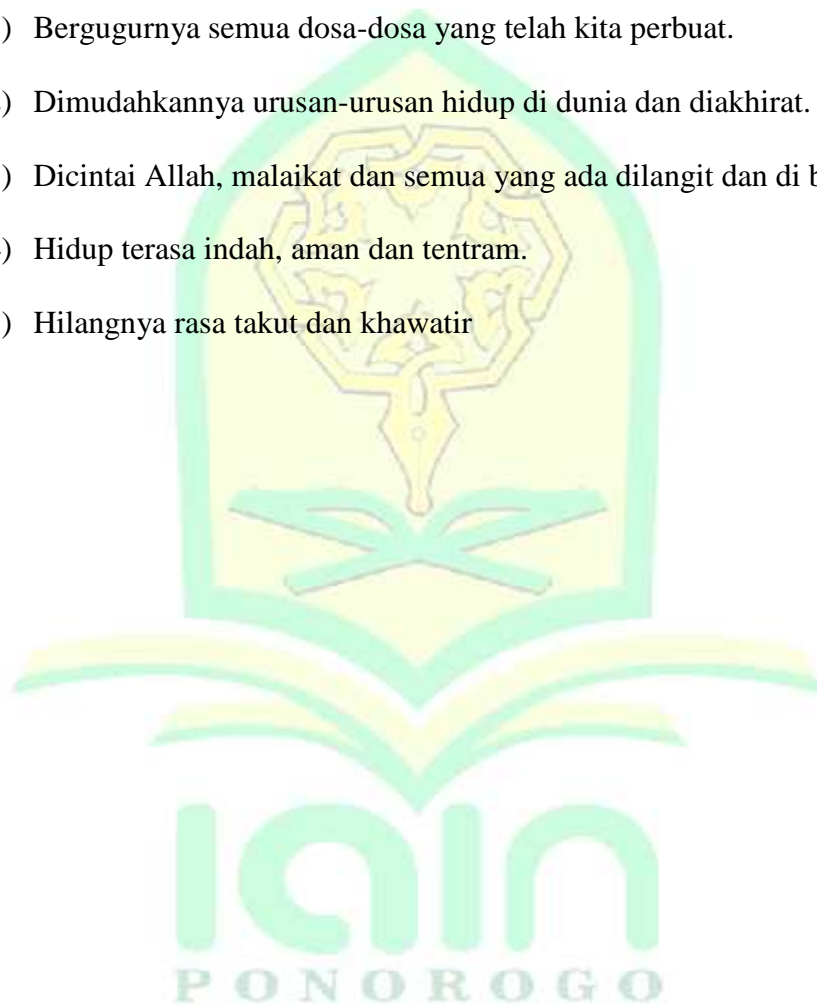 ) Bergugurnya semua dosa-dosa yang telah kita perbuat.
) Dimudahkannya urusan-urusan hidup di dunia dan diakhirat.
) Dicintai Allah, malaikat dan semua yang ada dilangit dan di
) Hidup terasa indah, aman dan tentram.
) Hilangnya rasa takut dan khawatir
iain
PONOROGO